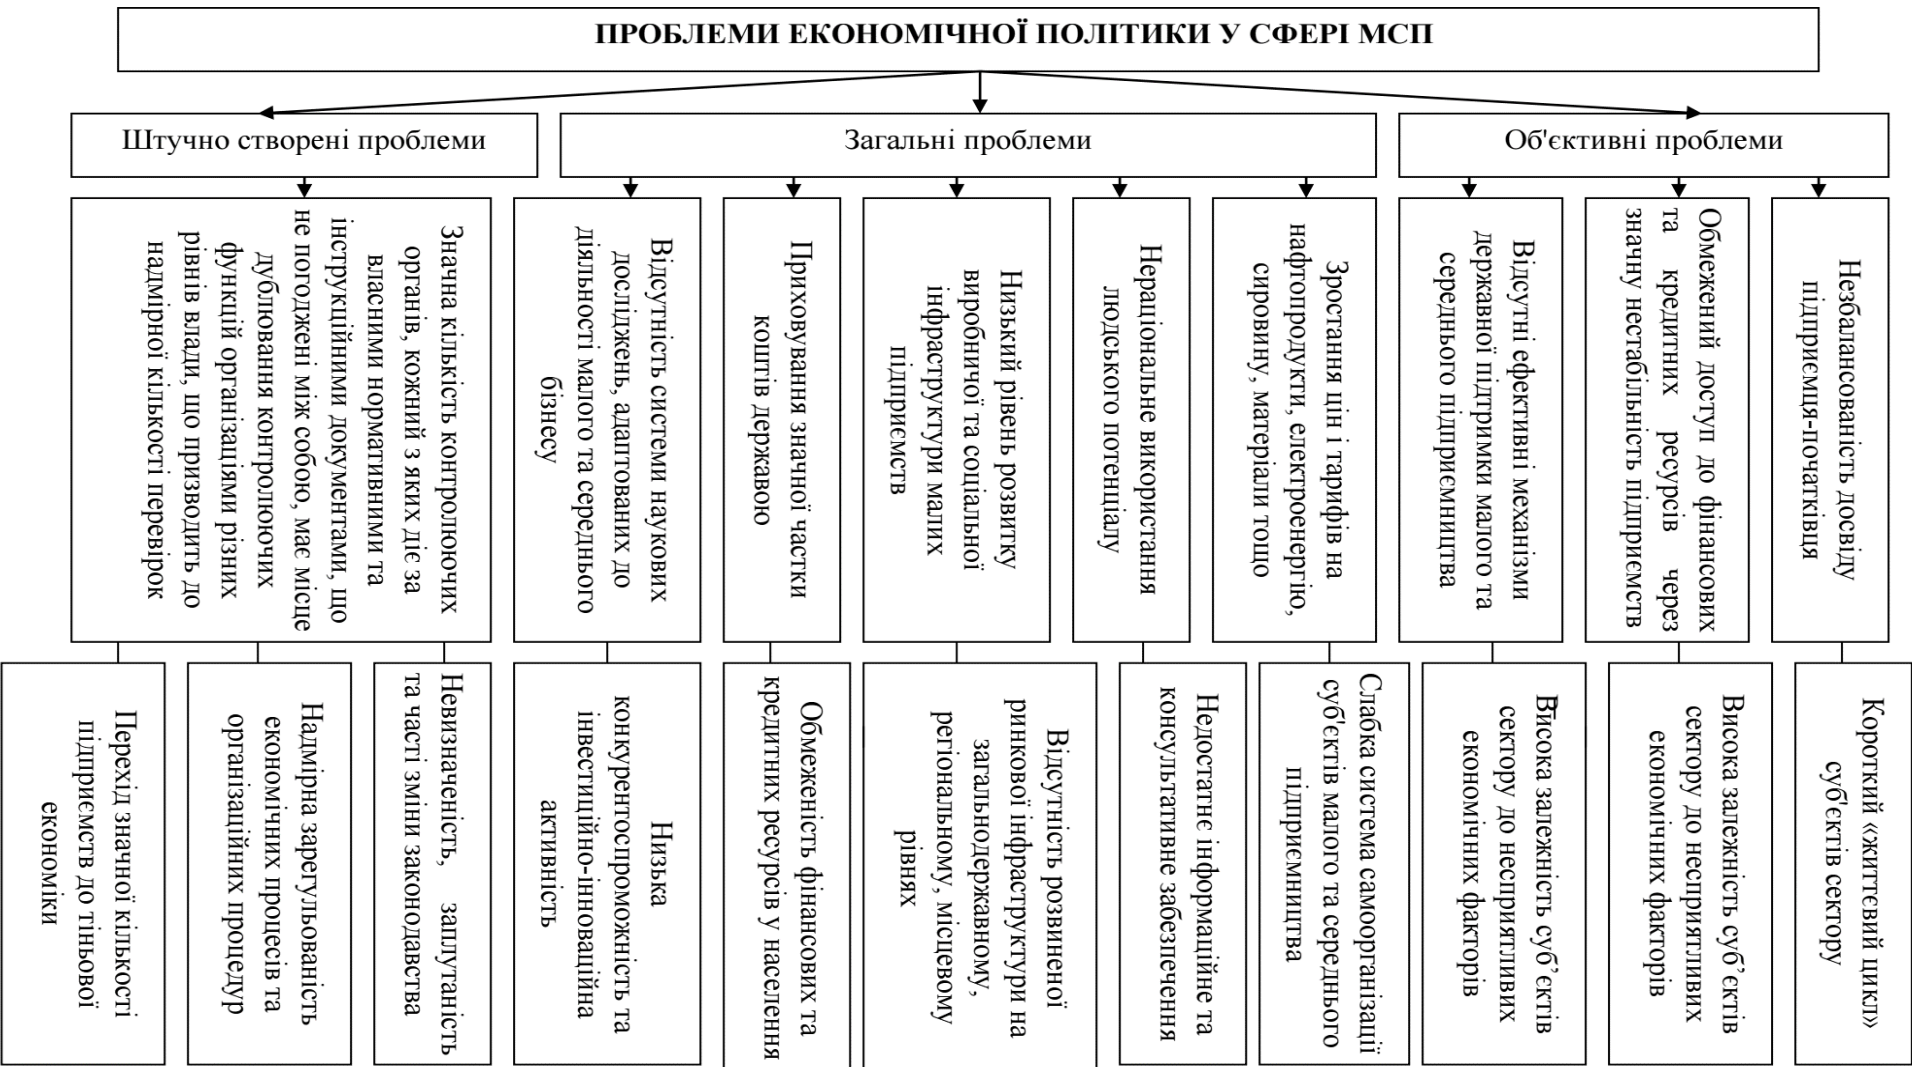 ПРОБЛЕМИ ЕКОНОМІЧНОЇ ПОЛІТИКИ У СФЕРІ МСП
Штучно створені проблеми
Загальні проблеми
Об'єктивні проблеми
Значна кількість контролюючих
органів, кожний з яких діє за
власними нормативними та
інструкційними документами, що
не погоджені між собою, має місце
дублювання контролюючих
функцій організаціями різних
рівнів влади, що призводить до
надмірної кількості перевірок
Відсутність системи наукових
досліджень, адаптованих до
діяльності малого та середнього
бізнесу
Приховування значної частки
коштів державою
Низький рівень розвитку
виробничої та соціальної
інфраструктури малих
підприємств
Нераціональне використання
людського потенціалу
Зростання цін і тарифів на
нафтопродукти, електроенергію,
сировину, матеріали тощо
Відсутні ефективні механізми
державної підтримки малого та
середнього підприємництва
Обмежений доступ до фінансових
та кредитних ресурсів через
значну нестабільність підприємств
Незбалансованість досвіду
підприємця-початківця
Перехід значної кількості
підприємств до тіньової
економіки
Надмірна зарегульованість
економічних процесів та
організаційних процедур
Невизначеність, заплутаність
та часті зміни законодавства
Низька
конкурентоспроможність та
інвестиційно-інноваційна
активність
Обмеженість фінансових та
кредитних ресурсів у населення
Відсутність розвиненої
ринкової інфраструктури на
загальнодержавному,
регіональному, місцевому
рівнях
Недостатнє інформаційне та
консультативне забезпечення
Слабка система самоорганізації
суб'єктів малого та середнього
підприємництва
Висока залежність суб’єктів
сектору до несприятливих
економічних факторів
Висока залежність суб’єктів
сектору до несприятливих
економічних факторів
Короткий «життєвий цикл»
суб'єктів сектору